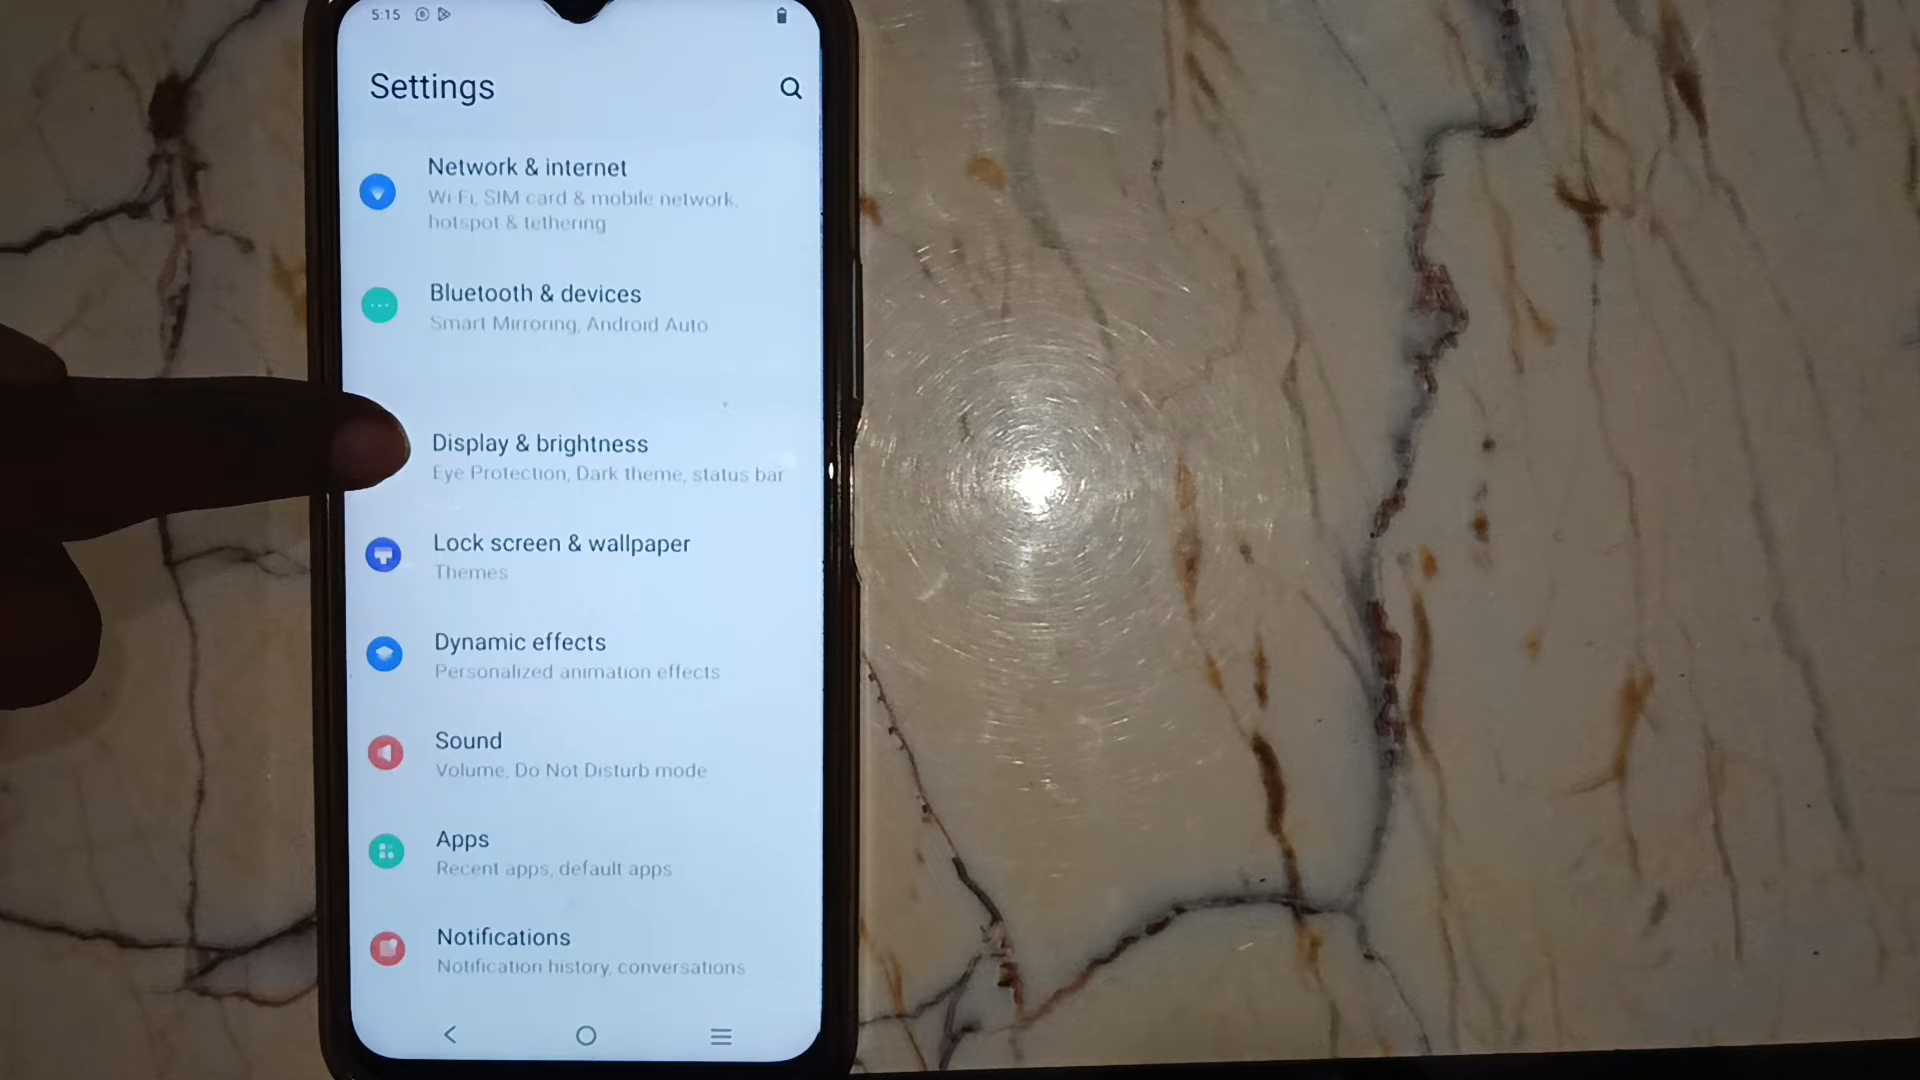 5:15
Settings
Network & internet
Wi-Fi, SIM card & mobile network,
hotspot & tethering
Bluetooth & devices
Smart Mirroring, Android Auto
Display & brightness
Eye Protection, Dark theme, status bar
Lock screen & wallpaper
Themes
Dynamic effects
Personalized animation effects
Sound
Volume, Do Not Disturb mode
Apps
Recent apps, default apps
Notifications
Notification history, conversations